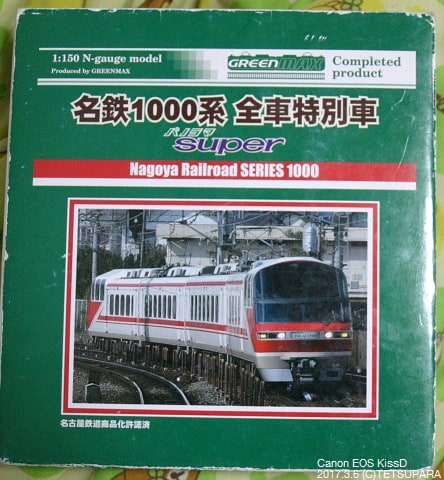 1:150 N-gauge model
Produced by GREENMAX
GREENMAX
Completed
product
名鉄1000系 全車特別車
パノラマ
super
Nagoya Railroad SERIES 1000
名古屋鉄道商品化許諾済
Canon EOS KissD
2017.3.6 (C)TETSUPARA